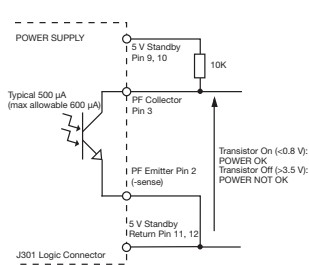 POWER SUPPLY
5 V Standby
Pin 9, 10
10K
Typical 500 µA
(max allowable 600 µA)
PF Collector
Pin 3
Transistor On (<0.8 V):
POWER OK
Transistor Off (>3.5 V):
POWER NOT OK
PF Emitter Pin 2
(-sense)
5 V Standby
Return Pin 11, 12
J301 Logic Connector